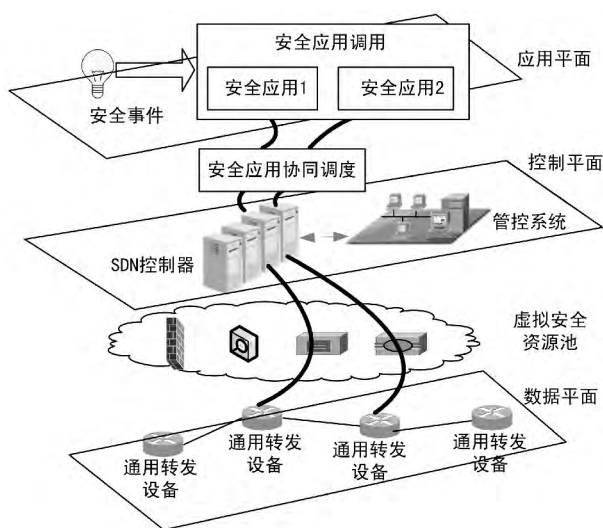 安全应用调用
应用平面
安全应用1
安全应用2
安全事件
安全应用协同调度
控制平面
管控系统
SDN控制器
虚拟安全
资源池
数据平面
通用转发
设备
通用转发
设备
通用转发
设备
通用转发
设备